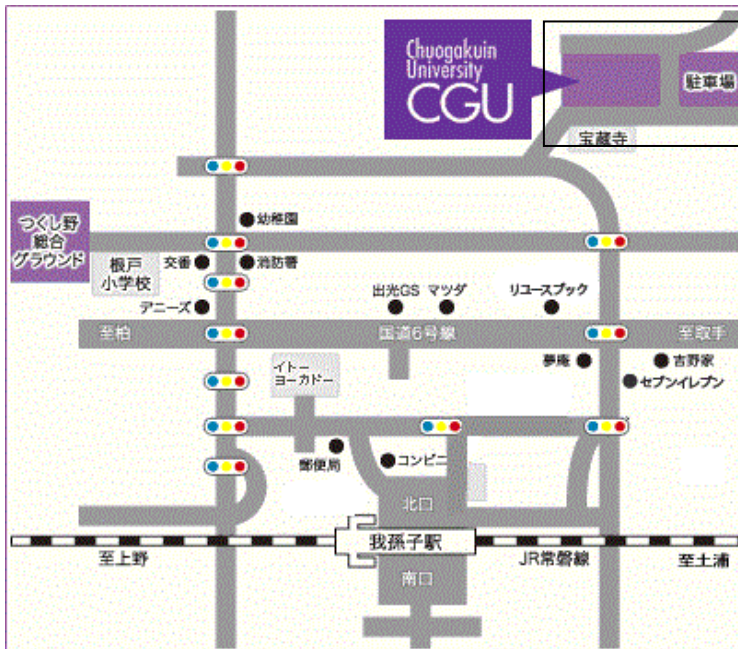 Chuogakuin
University
CGU
駐車場
宝蔵寺
つくし野
総合
グラウンド
幼稚園
根戸
小学校
交番
消防署
デニーズ
出光GS
マツダ
リユースブック
至柏
国道6号線
至取手
イトー
ヨーカドー
夢庵
吉野家
セブンイレブン
郵便局
コンビニ
北口
我孫子駅
至上野
JR常磐線
至土浦
南口